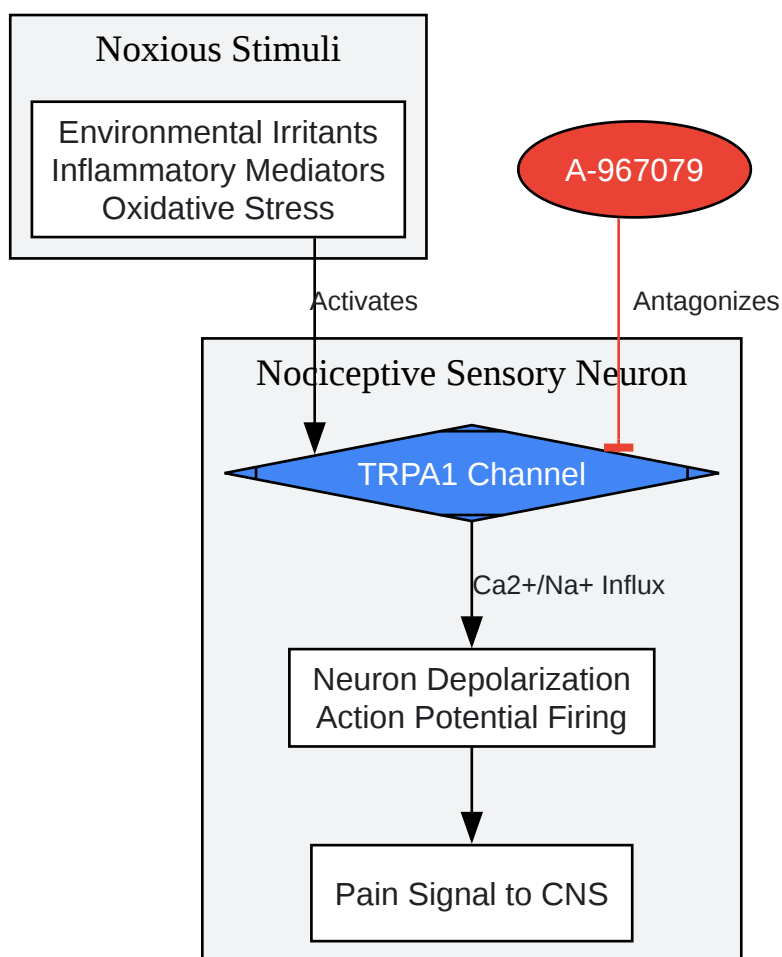 Noxious Stimuli
Environmental Irritants
Inflammatory Mediators
Oxidative Stress
A-967079
Activates
Antagonizes
Nociceptive Sensory Neuron
TRPA1 Channel
Ca2+/Na+ Influx
Neuron Depolarization
Action Potential Firing
Pain Signal to CNS